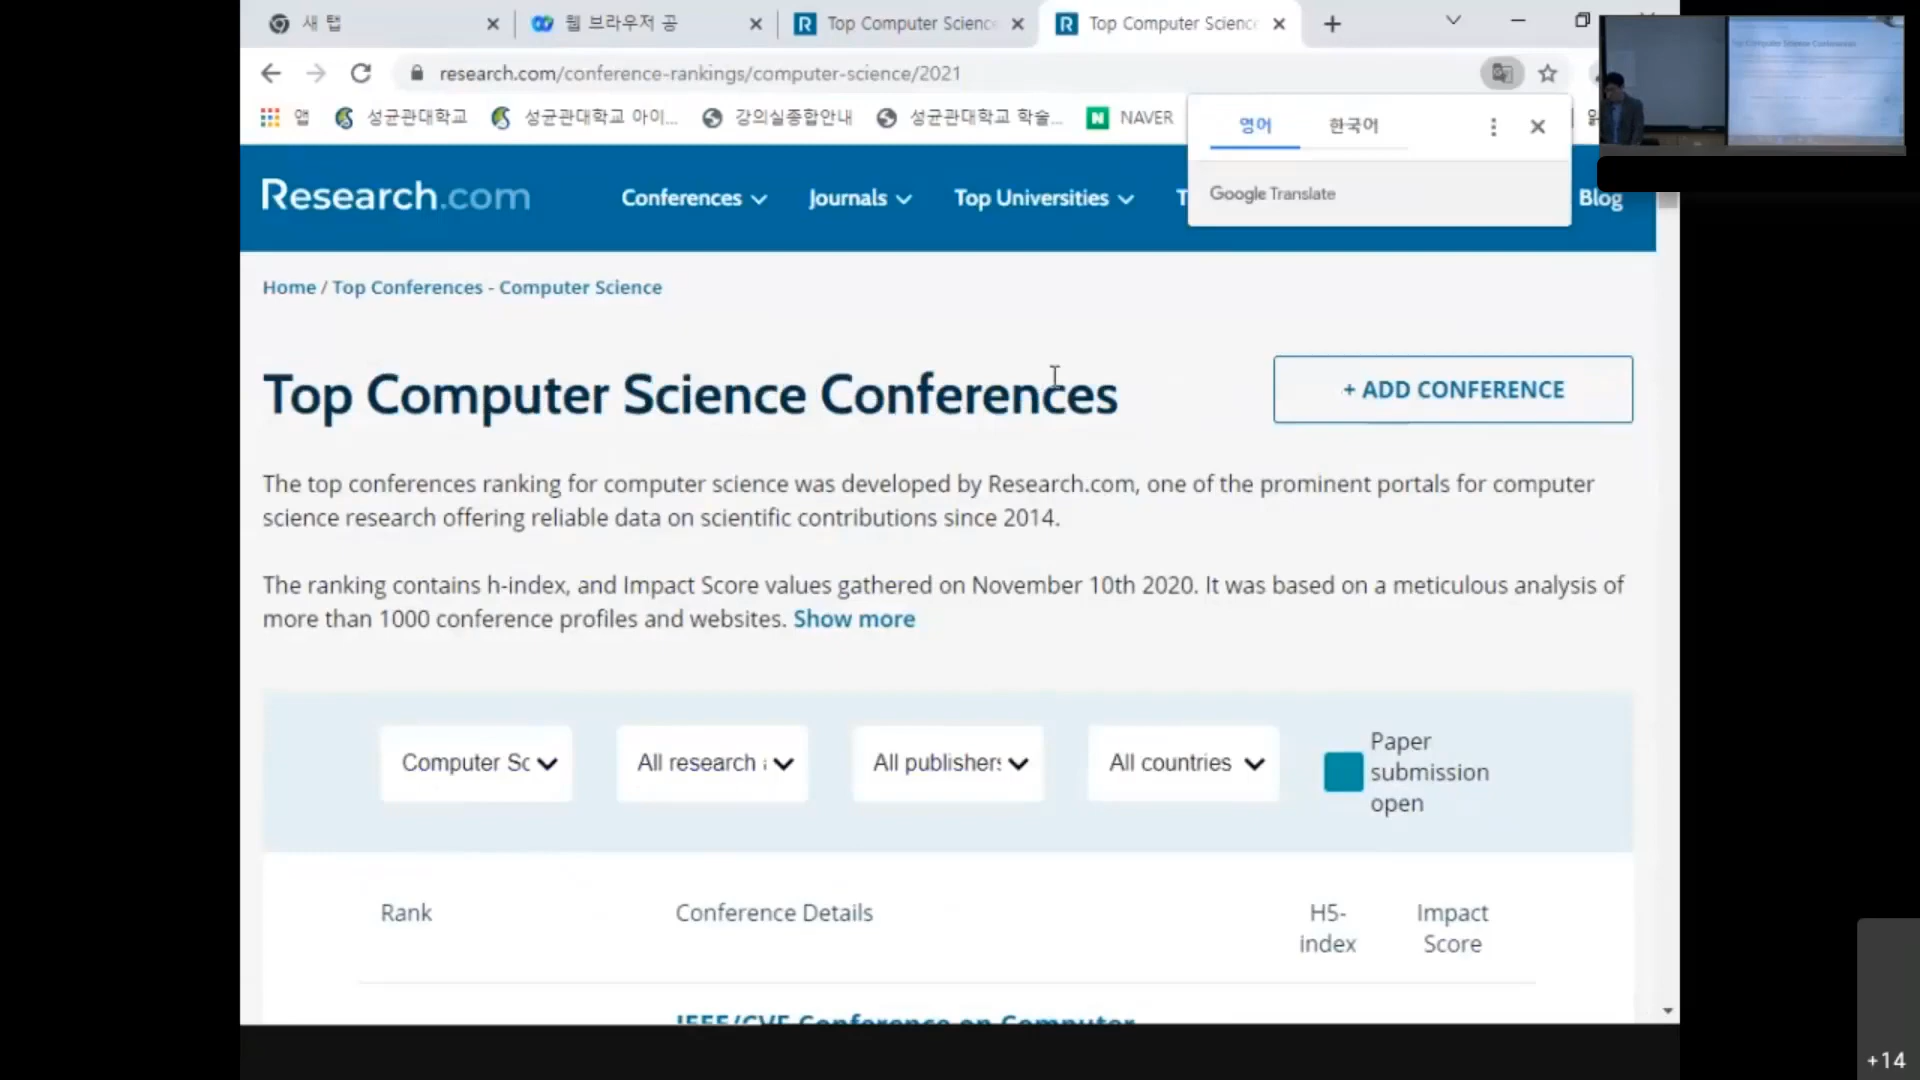 새 탭
웹 브라우저 공
Top Computer Science
Top Computer Science
research.com/conference-rankings/computer-science/2021
앱
성균관대학교
성균관대학교 아이...
강의실종합안내
성균관대학교 학술...
NAVER
영어
한국어
Google Translate
Research.com
Conferences
Journals
Top Universities
T
Blog
Home / Top Conferences - Computer Science
Top Computer Science Conferences
+ ADD CONFERENCE
The top conferences ranking for computer science was developed by Research.com, one of the prominent portals for computer
science research offering reliable data on scientific contributions since 2014.
The ranking contains h-index, and Impact Score values gathered on November 10th 2020. It was based on a meticulous analysis of
more than 1000 conference profiles and websites. Show more
Computer Sc
All research
All publishers
All countries
Paper
submission
open
Rank
Conference Details
H5-
index
Impact
Score
IEEE/CVF Conference on Computer
+14